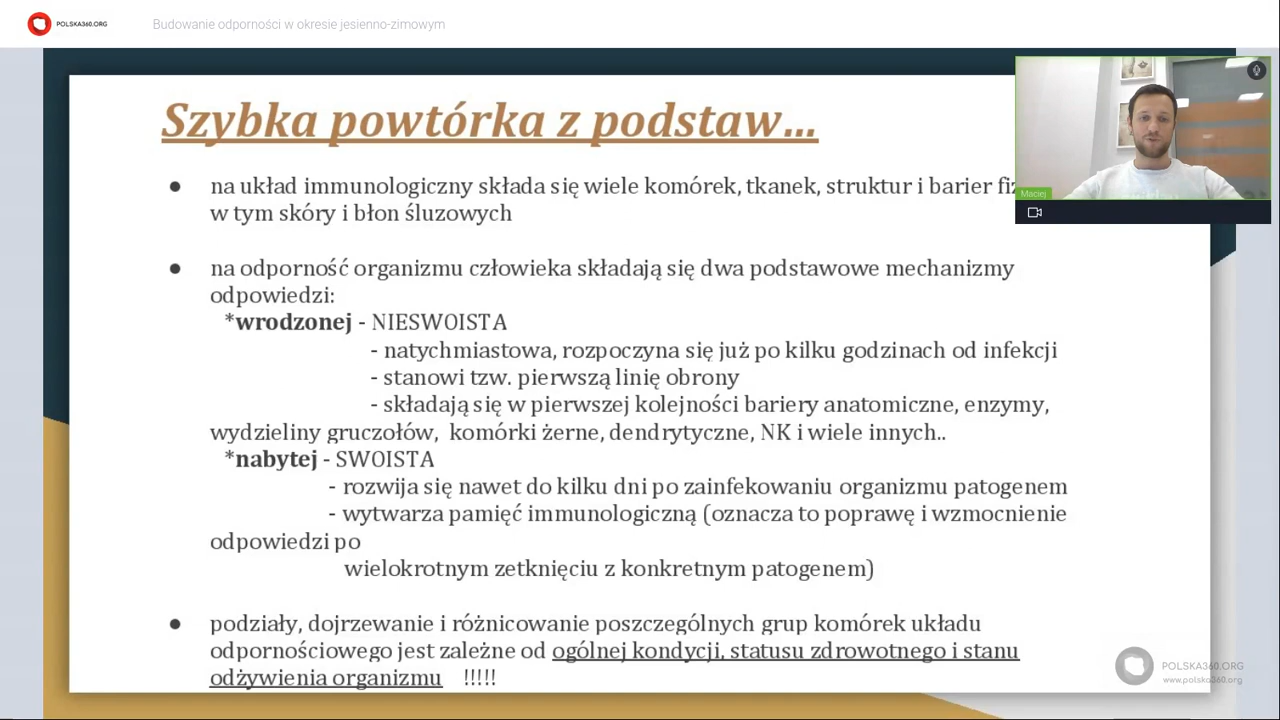 POLSKA360.ORG
Budowanie odporności w okresie jesienno-zimowym
Szybka powtórka z podstaw...
● na układ immunologiczny składa się wiele komórek, tkanek, struktur i barier
w tym skóry i błon śluzowych
● na odporność organizmu człowieka składają się dwa podstawowe mechanizmy
odpowiedzi:
*wrodzonej - NIESWOISTA
- natychmiastowa, rozpoczyna się już po kilku godzinach od infekcji
- stanowi tzw. pierwszą linię obrony
- składają się w pierwszej kolejności bariery anatomiczne, enzymy,
wydzieliny gruczołów, komórki żerne, dendrytyczne, NK i wiele innych..
*nabytej - SWOISTA
- rozwija się nawet do kilku dni po zainfekowaniu organizmu patogenem
- wytwarza pamięć immunologiczną (oznacza to poprawę i wzmocnienie
odpowiedzi po
wielokrotnym zetknięciu z konkretnym patogenem)
● podziały, dojrzewanie i różnicowanie poszczególnych grup komórek układu
odpornościowego jest zależne od ogólnej kondycji, statusu zdrowotnego i stanu
odżywienia organizmu !!!!!
Maciej
POLSKA360.ORG
www.polska360.org